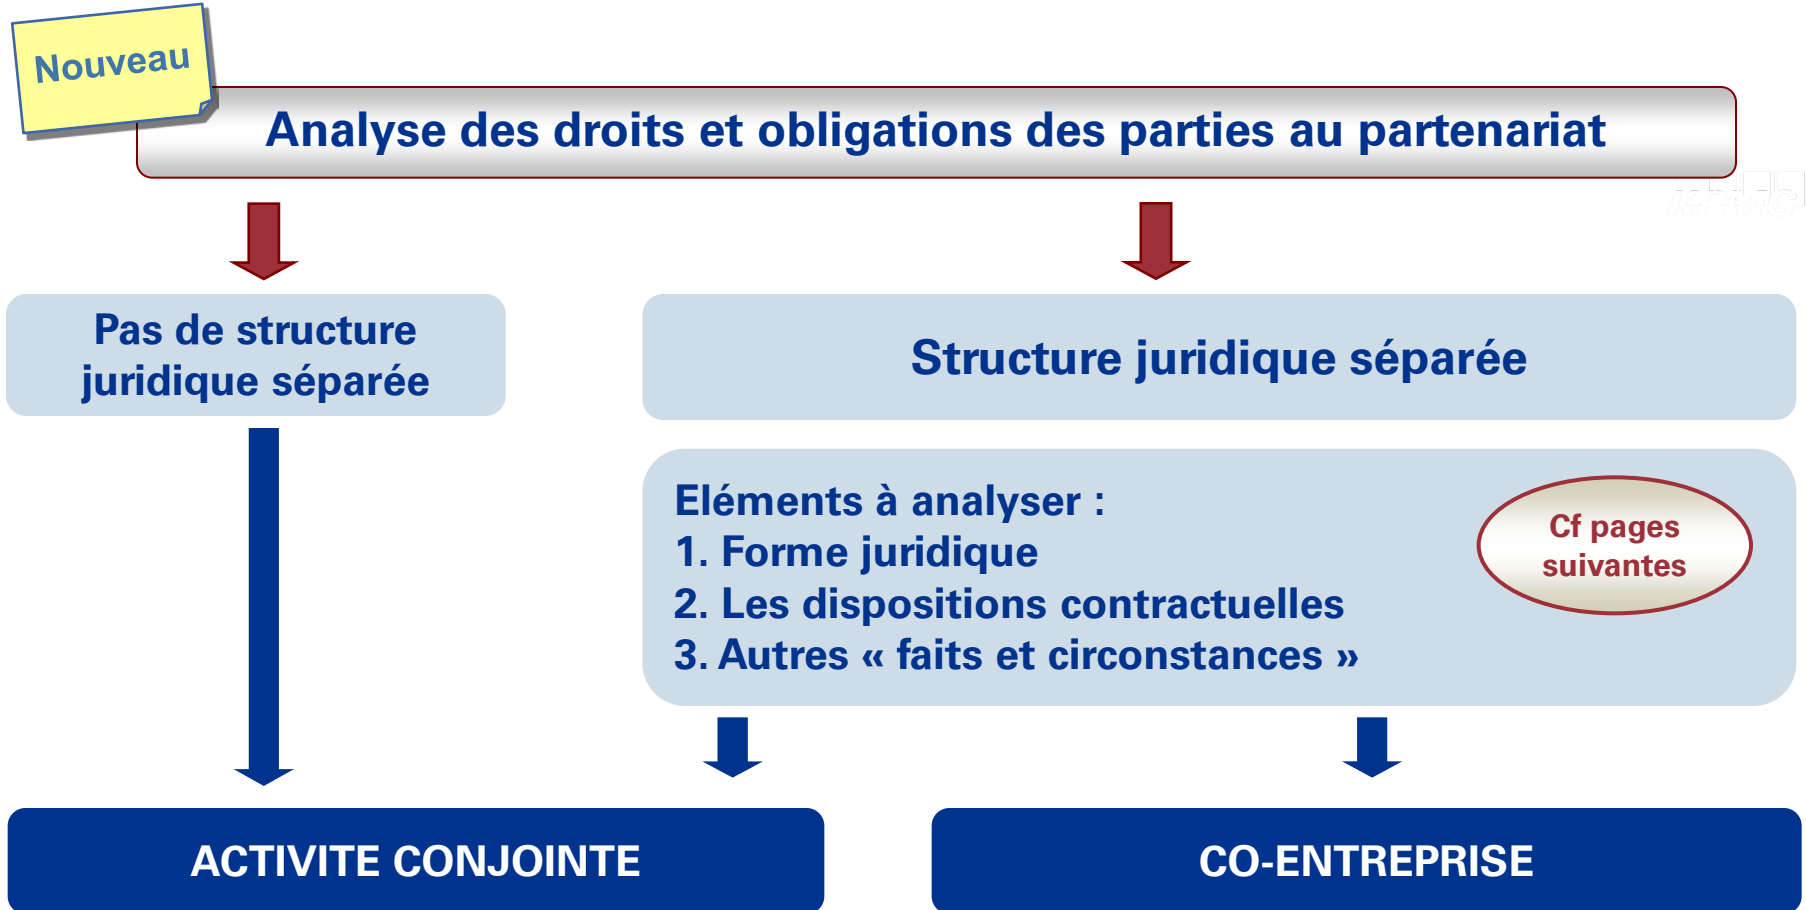 Nouveau
Analyse des droits et obligations des parties au partenariat
KPMG
Pas de structure
juridique séparée
Structure juridique séparée
Eléments à analyser :
1. Forme juridique
2. Les dispositions contractuelles
3. Autres « faits et circonstances »
Cf pages
suivantes
ACTIVITE CONJOINTE
CO-ENTREPRISE